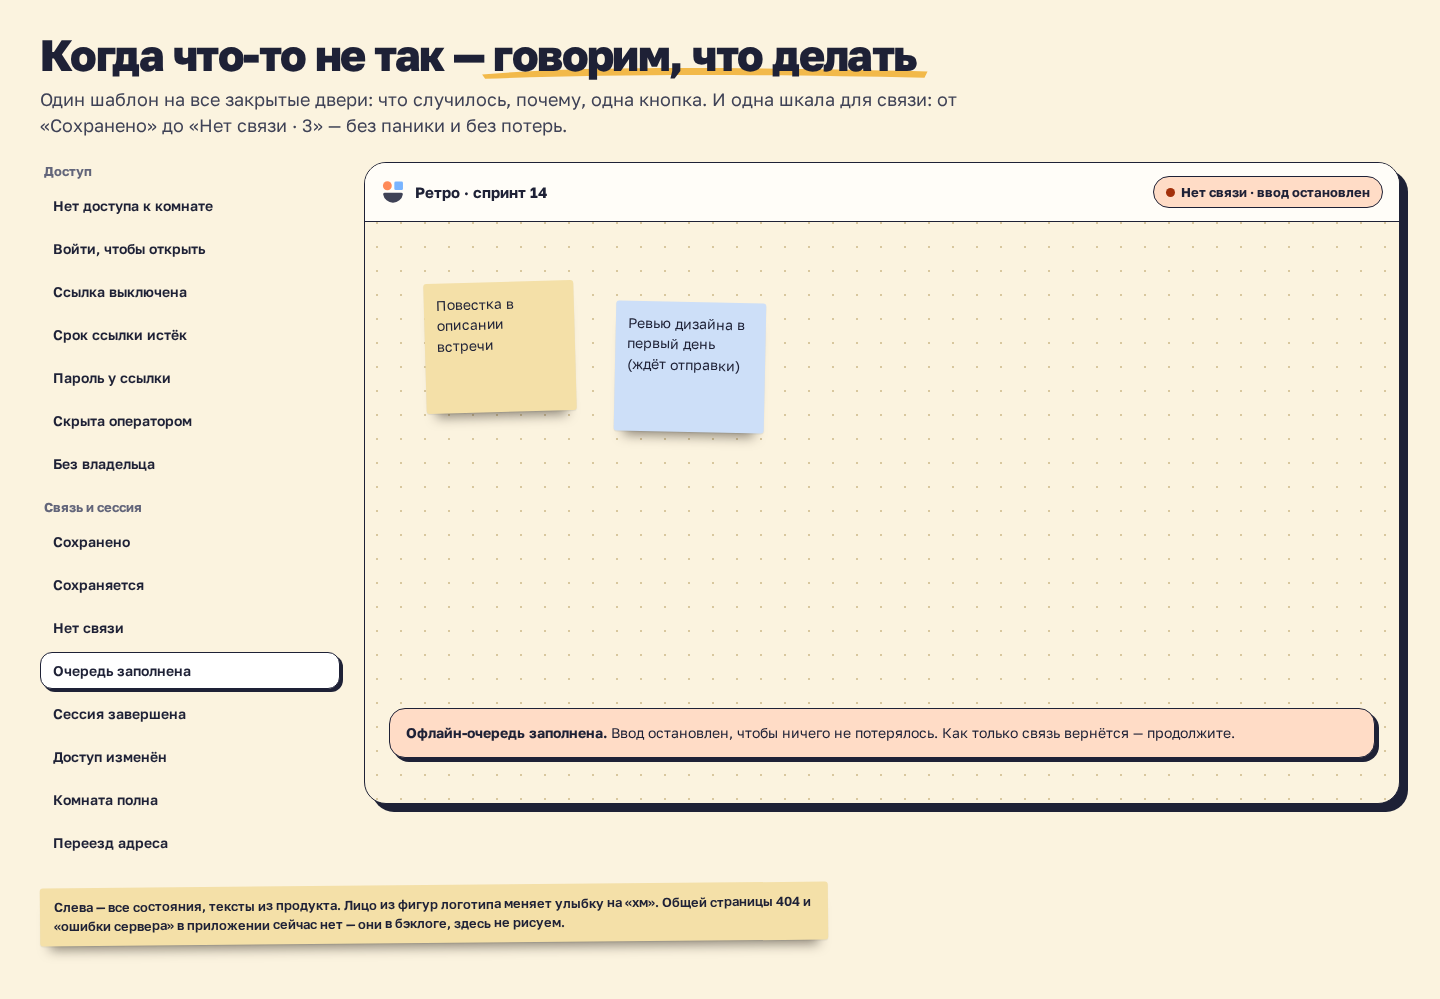 Когда что-то не так — говорим, что делать
Один шаблон на все закрытые двери: что случилось, почему, одна кнопка. И одна шкала для связи: от
«Сохранено» до «Нет связи · 3» — без паники и без потерь.
Доступ
Нет доступа к комнате
Войти, чтобы открыть
Ссылка выключена
Срок ссылки истёк
Пароль у ссылки
Скрыта оператором
Без владельца
Связь и сессия
Сохранено
Сохраняется
Нет связи
Очередь заполнена
Сессия завершена
Доступ изменён
Комната полна
Переезд адреса
Ретро · спринт 14
Нет связи · ввод остановлен
Повестка в
описании
встречи
Ревью дизайна в
первый день
(ждёт отправки)
Офлайн-очередь заполнена. Ввод остановлен, чтобы ничего не потерялось. Как только связь вернётся — продолжите.
Слева — все состояния, тексты из продукта. Лицо из фигур логотипа меняет улыбку на «хм». Общей страницы 404 и
«ошибки сервера» в приложении сейчас нет — они в бэклоге, здесь не рисуем.